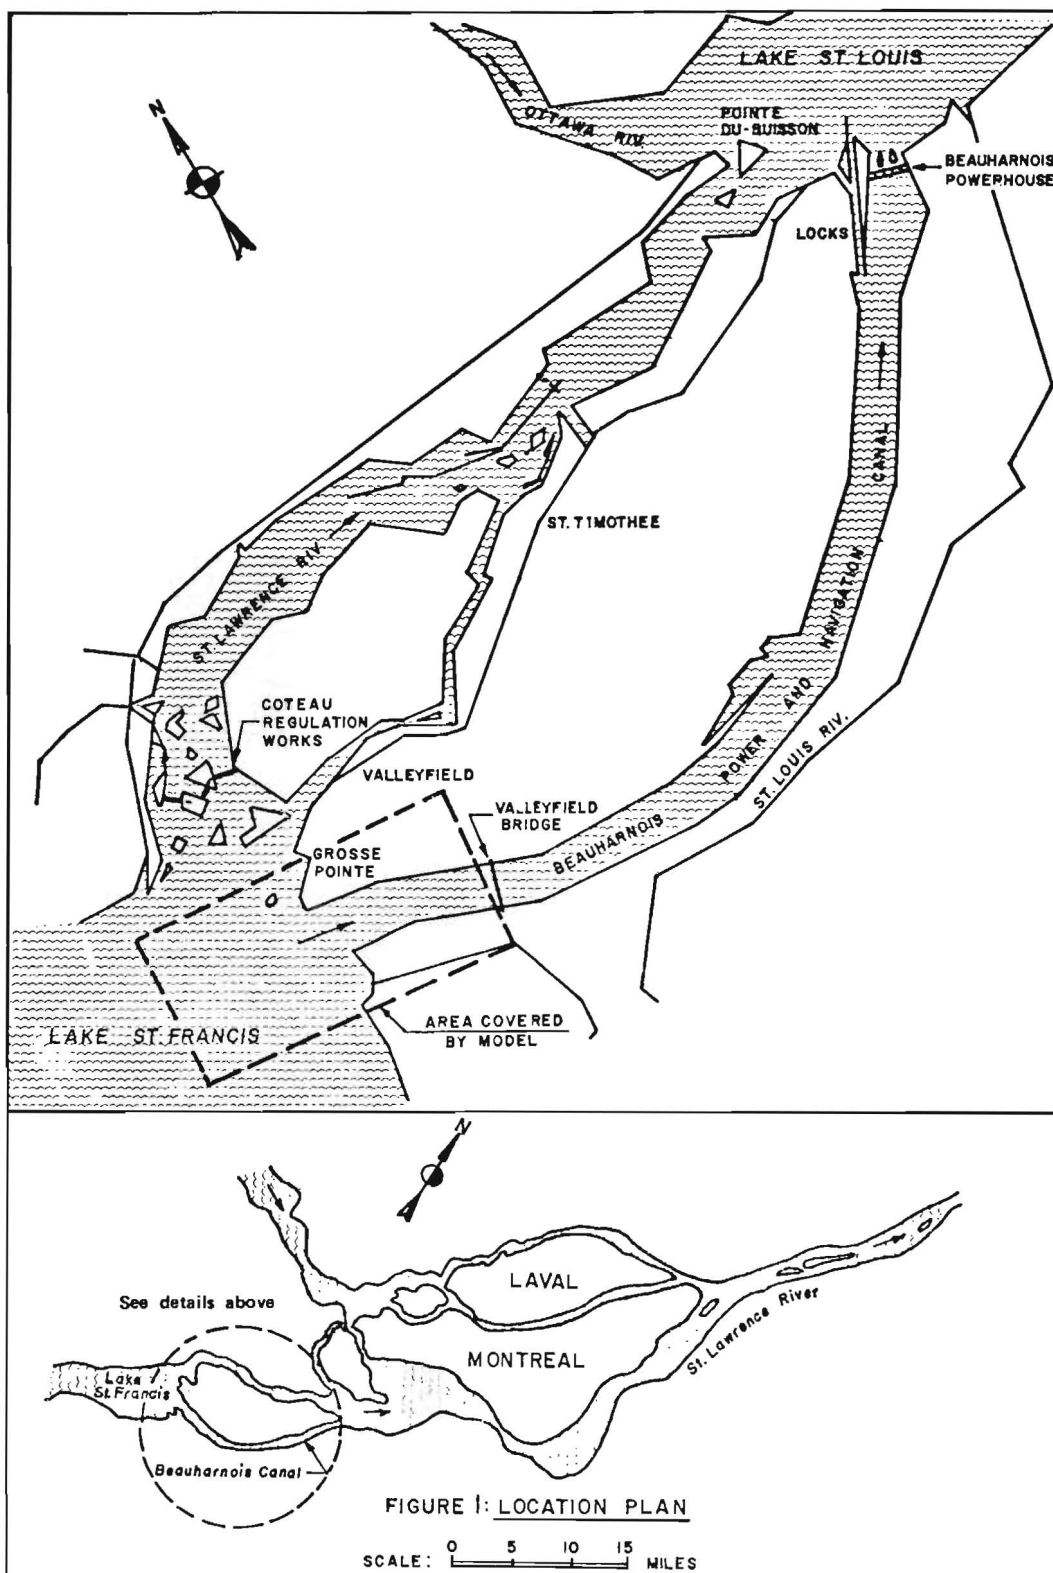 LAKE ST. LOUIS
N
OTTAWA RIV.
POINTE
DU-BUISSON
BEAUHARNOIS
POWERHOUSE
LOCKS
CANAL
ST. TIMOTHEE
ST. LAWRENCE RIV.
NAVIGATION
AND
POWER
COTEAU
REGULATION
WORKS
VALLEYFIELD
ST. LOUIS RIV.
VALLEYFIELD
BRIDGE
BEAUHARNOIS
GROSSE
POINTE
LAKE ST. FRANCIS
AREA COVERED
BY MODEL
N
See details above
LAVAL
MONTREAL
St. Lawrence River
Lake
St. Francis
Beauharnois Canal
FIGURE 1: LOCATION PLAN
SCALE: 0 5 10 15 MILES